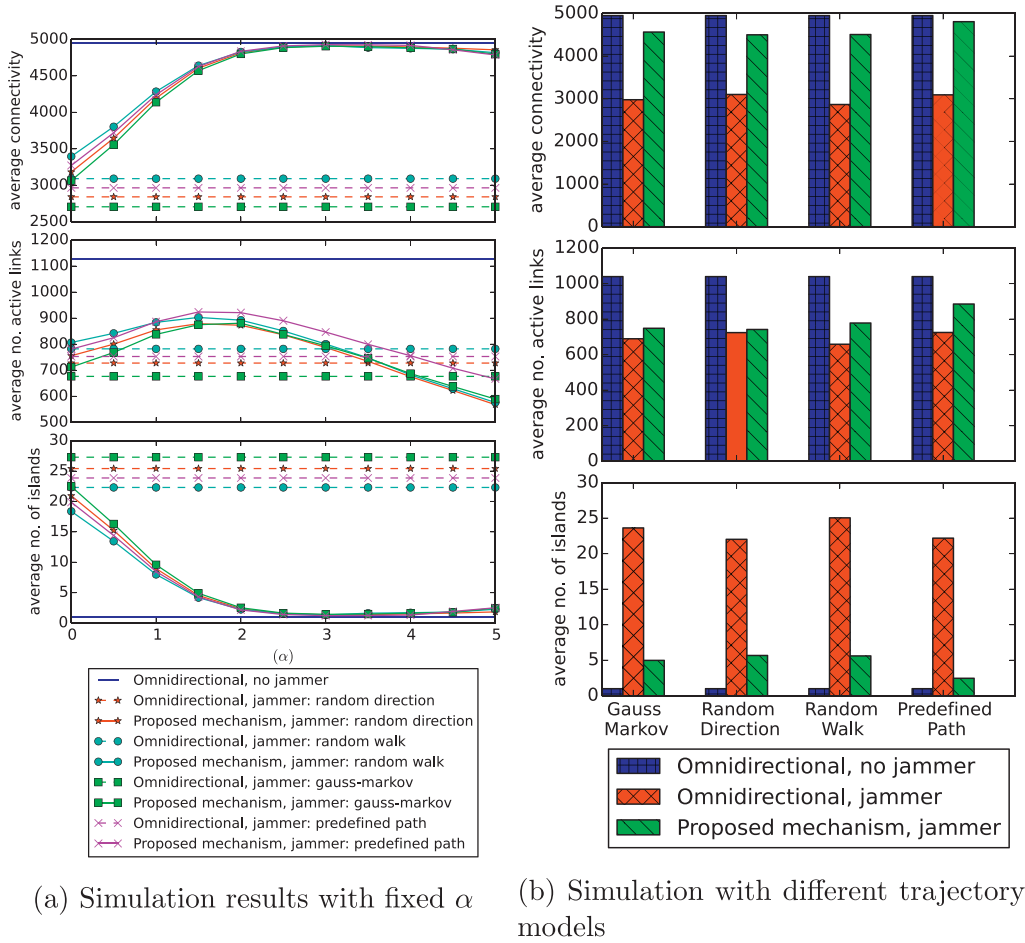 5000
4500
4000
3500
3000
2500
average connectivity
1200
1100
1000
900
800
700
600
500
average no. active links
30
25
20
15
10
5
0
average no. of islands
0 1 2 3 4 5
(α)
Omnidirectional, no jammer
Omnidirectional, jammer: random direction
Proposed mechanism, jammer: random direction
Omnidirectional, jammer: random walk
Proposed mechanism, jammer: random walk
Omnidirectional, jammer: gauss-markov
Proposed mechanism, jammer: gauss-markov
Omnidirectional, jammer: predefined path
Proposed mechanism, jammer: predefined path
(a) Simulation results with fixed α
5000
4000
3000
2000
1000
0
average connectivity
1200
1000
800
600
400
200
0
average no. active links
30
25
20
15
10
5
0
average no. of islands
Gauss Random Random Predefined
Markov Direction Walk Path
Omnidirectional, no jammer
Omnidirectional, jammer
Proposed mechanism, jammer
(b) Simulation with different trajectory
models